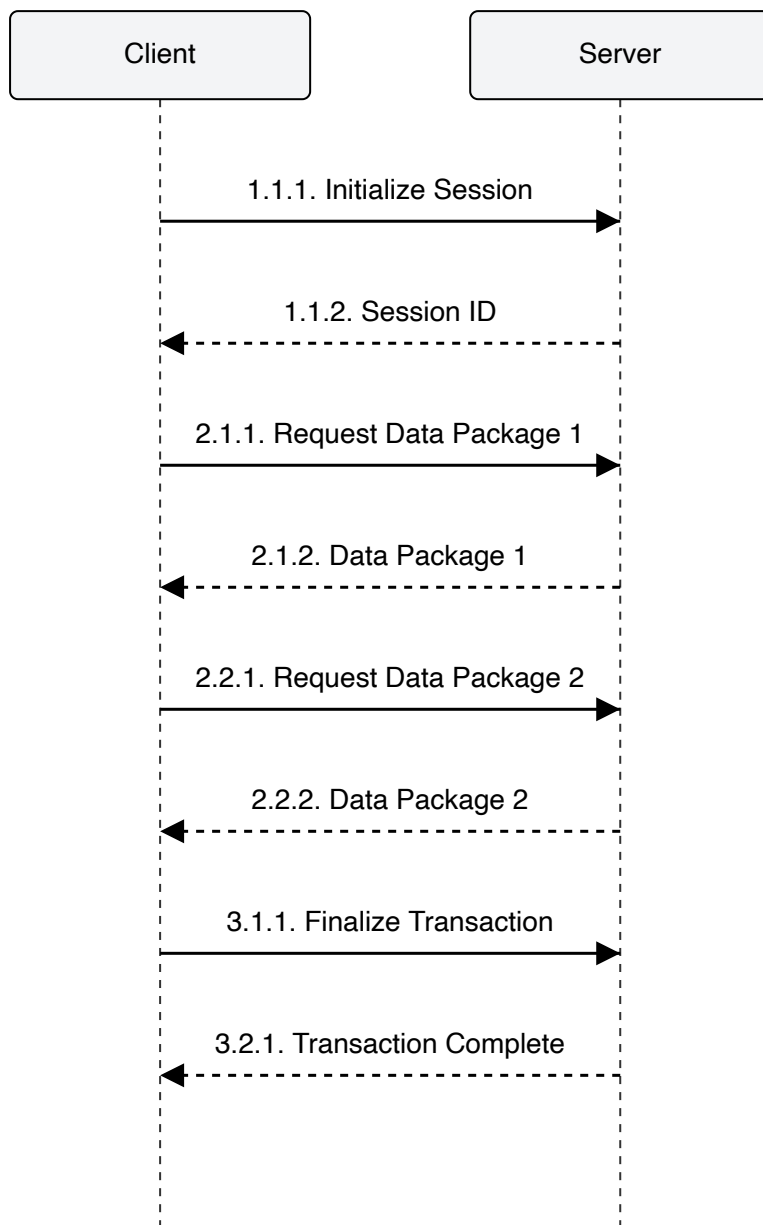 Client
Server
1.1.1. Initialize Session
1.1.2. Session ID
2.1.1. Request Data Package 1
2.1.2. Data Package 1
2.2.1. Request Data Package 2
2.2.2. Data Package 2
3.1.1. Finalize Transaction
3.2.1. Transaction Complete